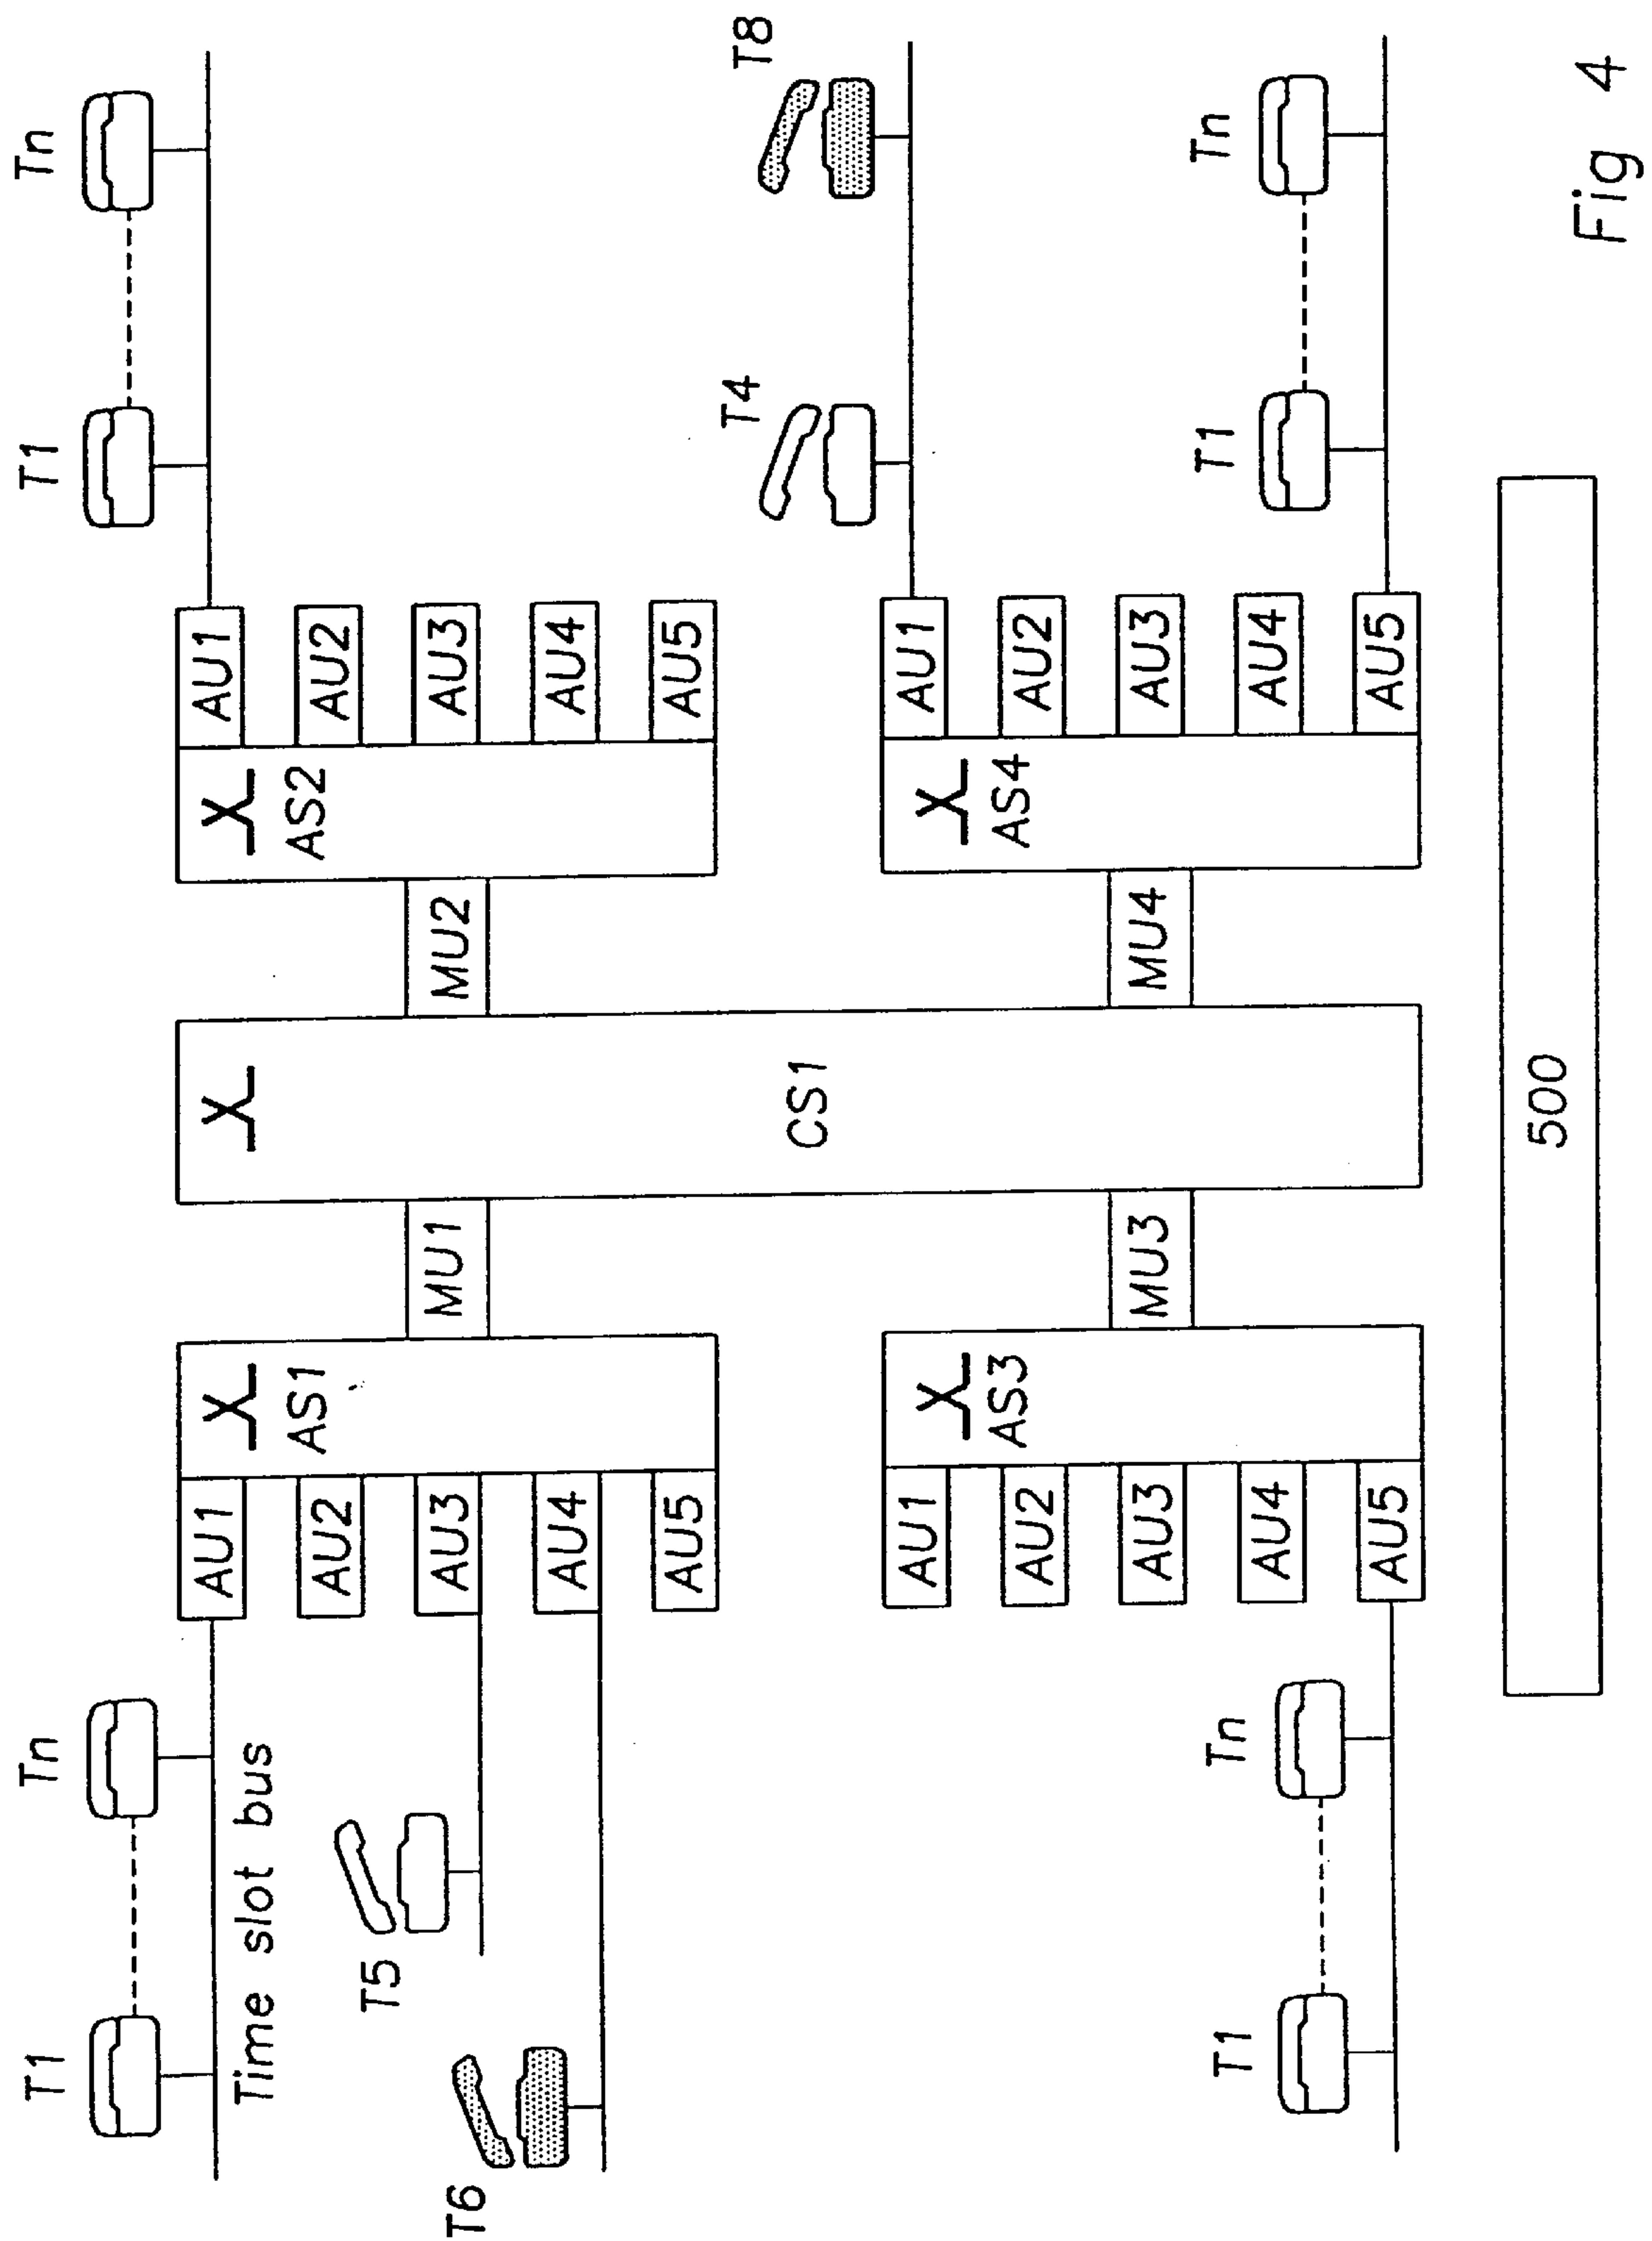 T1
Tn
T1
Tn
Time slot bus
T5
T6
AU1
AU2
AU3
AU4
AU5
AS1
MU1
CS1
MU2
AS2
AU1
AU2
AU3
AU4
AU5
T4
T8
T1
Tn
AU1
AU2
AU3
AU4
AU5
AS3
MU3
MU4
AS4
AU1
AU2
AU3
AU4
AU5
T1
Tn
500
Fig 4